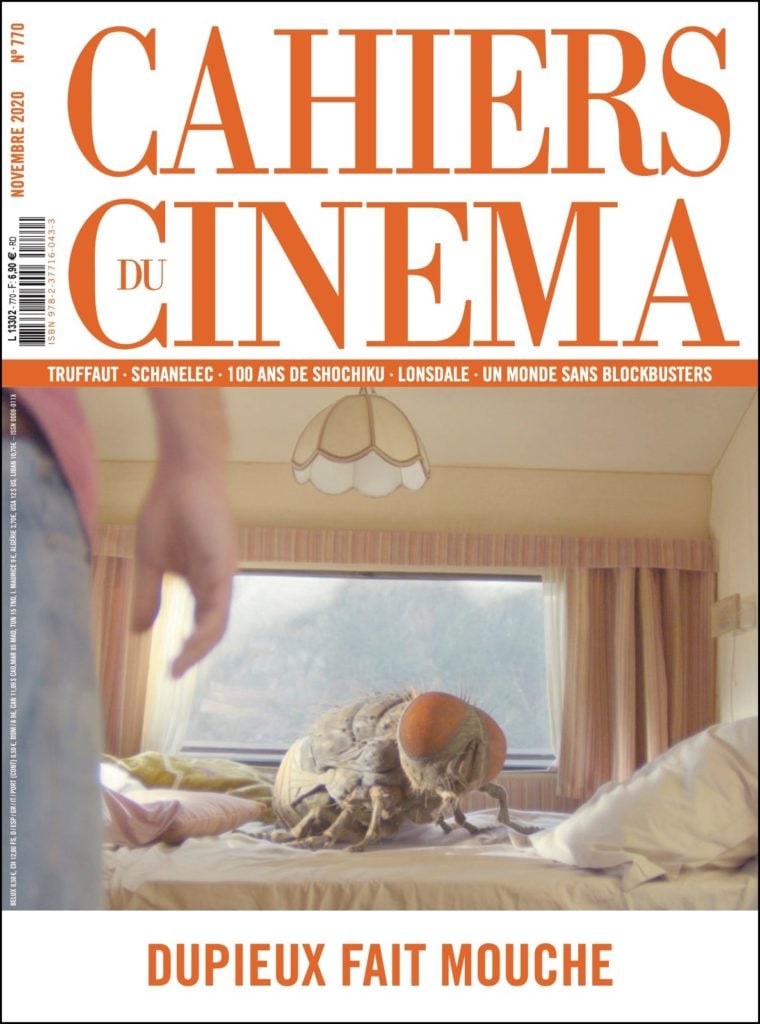 NOVEMBRE 2020 N° 770
CAHIERS
DU CINEMA
L 13302 - 770 - F: 6,90 € - RD
ISBN 978-2-37716-043-3
TRUFFAUT · SCHANELEC · 100 ANS DE SHOCHIKU · LONSDALE · UN MONDE SANS BLOCKBUSTERS
DUPIEUX FAIT MOUCHE